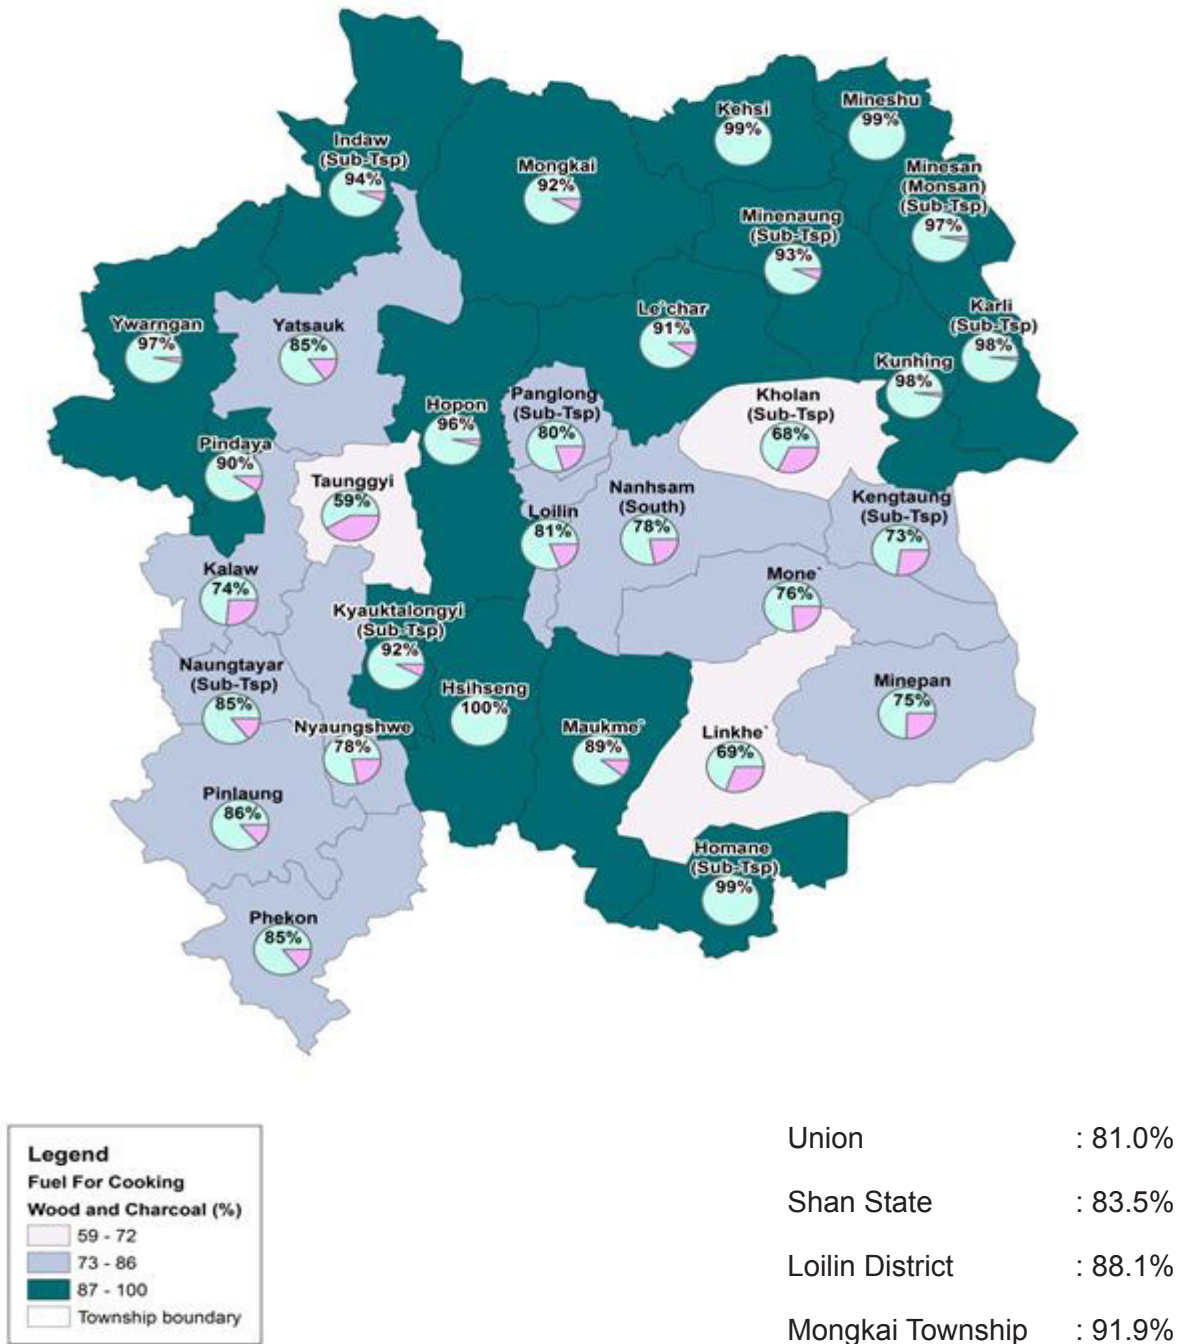 Kehsi
99%
Mineshu
99%
Indaw
(Sub-Tsp)
94%
Mongkai
92%
Minesan
(Monsan)
(Sub-Tsp)
97%
Minenaung
(Sub-Tsp)
93%
Ywarngan
97%
Yatsauk
85%
Le`char
91%
Karli
(Sub-Tsp)
98%
Kunhing
98%
Hopon
96%
Panglong
(Sub-Tsp)
80%
Kholan
(Sub-Tsp)
68%
Pindaya
90%
Taunggyi
59%
Loilin
81%
Nanhsam
(South)
78%
Kengtaung
(Sub-Tsp)
73%
Kalaw
74%
Mone`
76%
Kyauktalongyi
(Sub-Tsp)
92%
Naungtayar
(Sub-Tsp)
85%
Hsihseng
100%
Minepan
75%
Nyaungshwe
78%
Maukme`
89%
Linkhe`
69%
Pinlaung
86%
Homane
(Sub-Tsp)
99%
Phekon
85%
Legend
Fuel For Cooking
Wood and Charcoal (%)
59 - 72
73 - 86
87 - 100
Township boundary
Union : 81.0%
Shan State : 83.5%
Loilin District : 88.1%
Mongkai Township : 91.9%